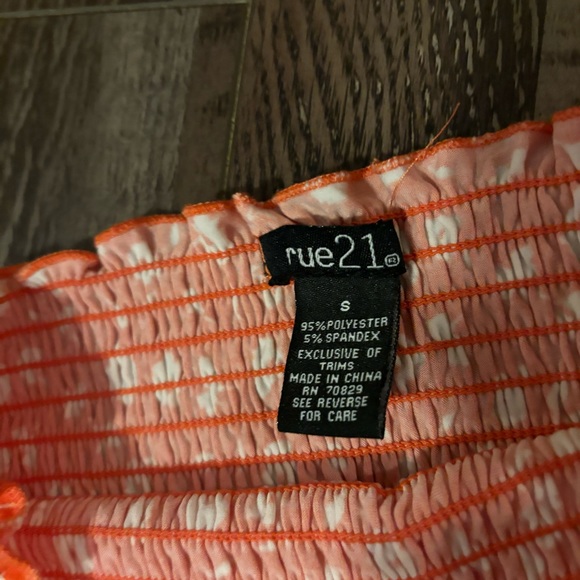 rue21
S
95%POLYESTER
5% SPANDEX
EXCLUSIVE OF
TRIMS
MADE IN CHINA
RN 70829
SEE REVERSE
FOR CARE